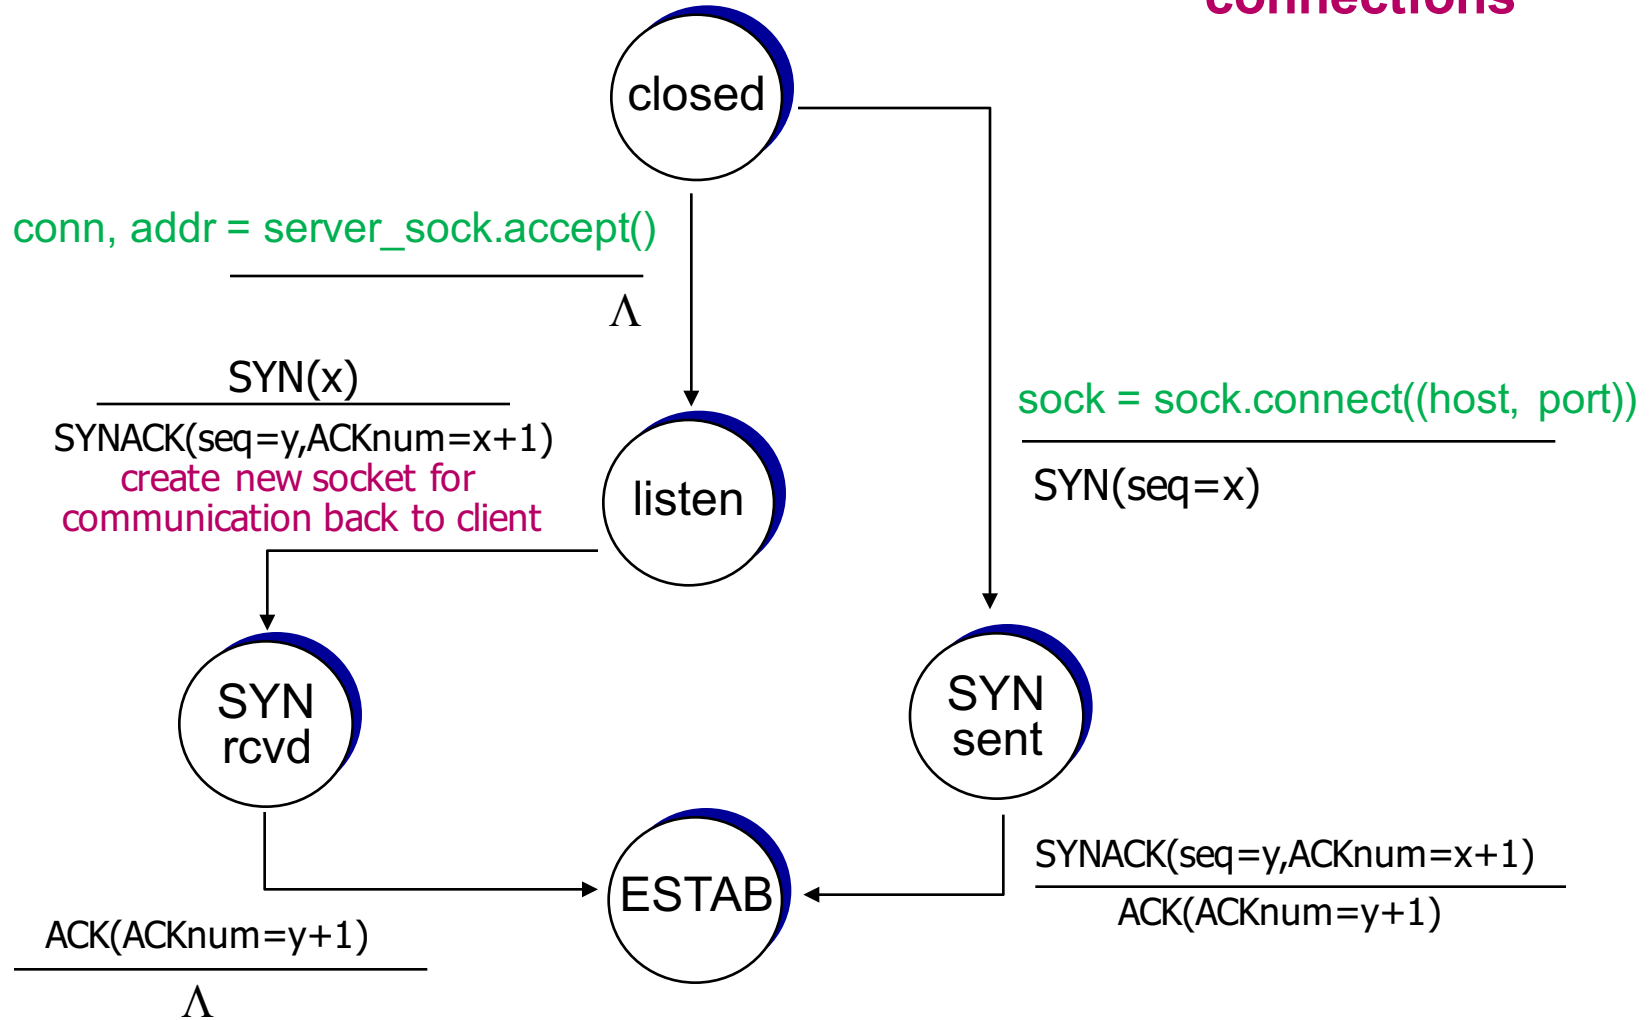 connections
closed
conn, addr = server_sock.accept()
Λ
SYN(x)
SYNACK(seq=y,ACKnum=x+1)
create new socket for
communication back to client
listen
sock = sock.connect((host, port))
SYN(seq=x)
SYN
rcvd
SYN
sent
ESTAB
SYNACK(seq=y,ACKnum=x+1)
ACK(ACKnum=y+1)
ACK(ACKnum=y+1)
Λ